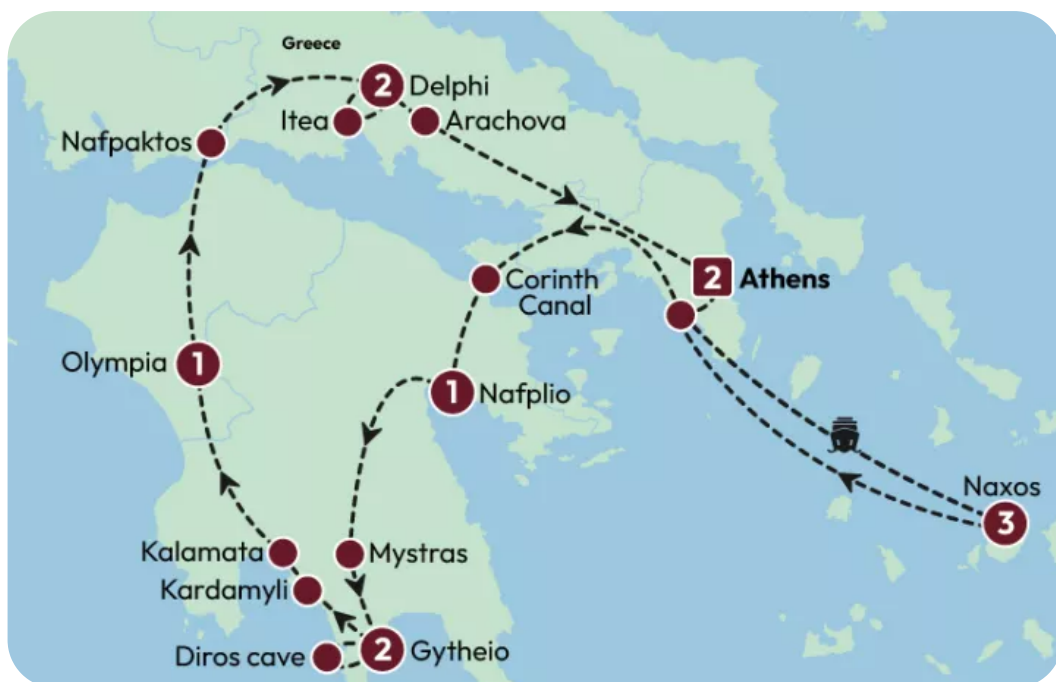 Greece
2 Delphi
Itea
Arachova
Nafpaktos
2 Athens
Corinth
Canal
Olympia 1
1 Nafplio
Naxos
3
Kalamata
Mystras
Kardamyli
Diros cave
2 Gytheio